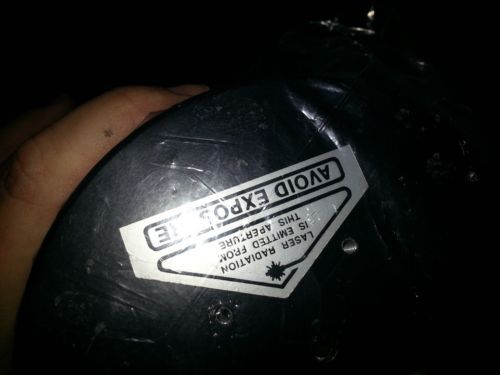 AVOID EXPOSURE
LASER RADIATION
IS EMITTED FROM
THIS APERTURE